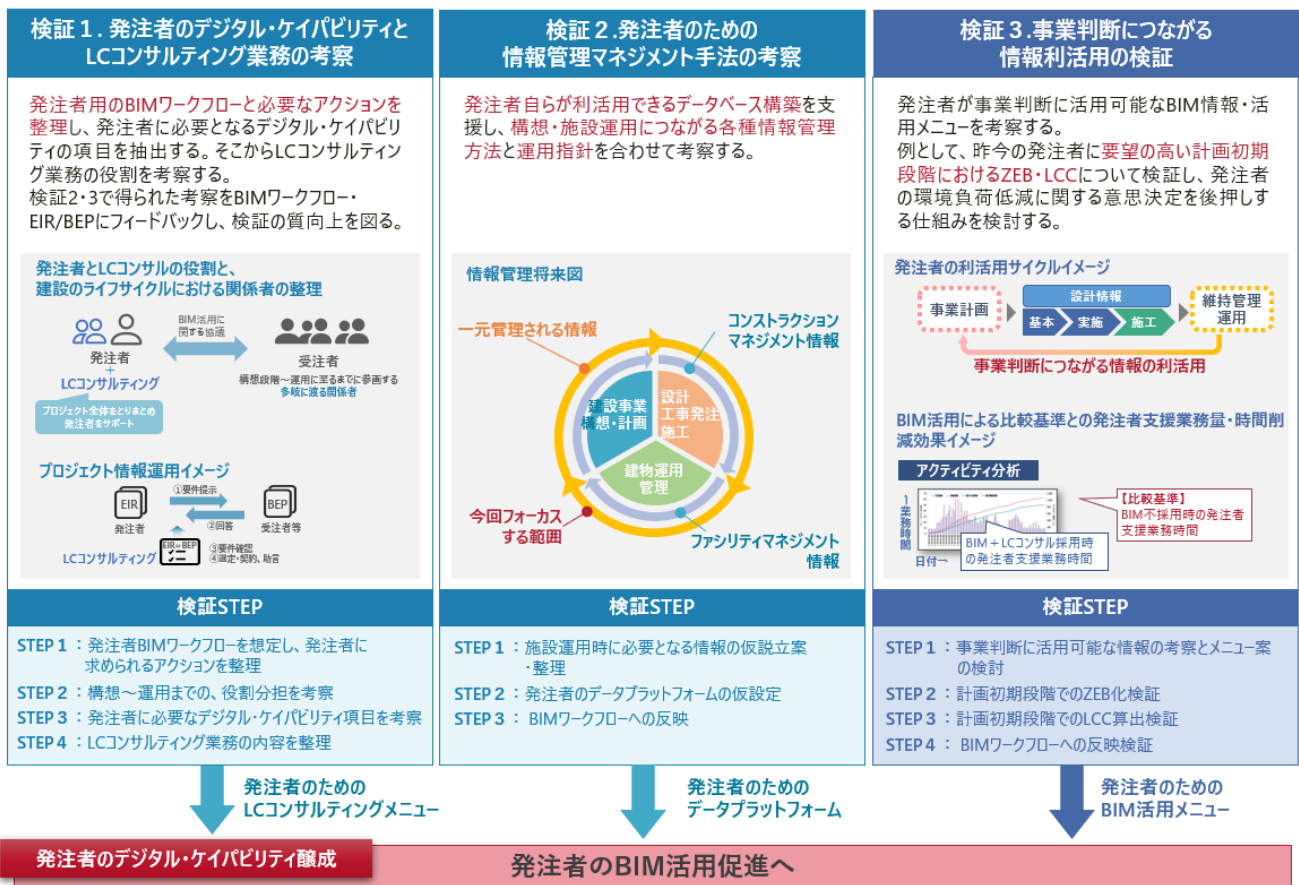 検証１．発注者のデジタル・ケイパビリティと
LCコンサルティング業務の考察
発注者用のBIMワークフローと必要なアクションを
整理し、発注者に必要となるデジタル・ケイパビリ
ティの項目を抽出する。そこからLCコンサルティン
グ業務の役割を考察する。
検証2・3で得られた考察をBIMワークフロー・
EIR/BEPにフィードバックし、検証の質向上を図る。
発注者とLCコンサルの役割と、
建設のライフサイクルにおける関係者の整理
BIM活用に
関する協議
発注者
+
LCコンサルティング
プロジェクト全体をとりまとめ
発注者をサポート
受注者
構想段階～運用に至るまでに参画する
多岐に渡る関係者
プロジェクト情報運用イメージ
EIR
発注者
①要件提示
②回答
BEP
受注者等
LCコンサルティング
③要件確認
④選定・契約、助言
検証STEP
STEP１：発注者BIMワークフローを想定し、発注者に
求められるアクションを整理
STEP２：構想～運用までの、役割分担を考察
STEP３：発注者に必要なデジタル・ケイパビリティ項目を考察
STEP４：LCコンサルティング業務の内容を整理
発注者のための
LCコンサルティングメニュー
検証２.発注者のための
情報管理マネジメント手法の考察
発注者自らが利活用できるデータベース構築を支
援し、構想・施設運用につながる各種情報管理
方法と運用指針を合わせて考察する。
情報管理将来図
一元管理される情報
コンストラクション
マネジメント情報
建設事業
構想・計画
設計
工事発注
施工
建物運用
管理
今回フォーカス
する範囲
ファシリティマネジメント
情報
検証STEP
STEP１：施設運用時に必要となる情報の仮説立案
・整理
STEP２：発注者のデータプラットフォームの仮設定
STEP３： BIMワークフローへの反映
発注者のための
データプラットフォーム
検証３.事業判断につながる
情報利活用の検証
発注者が事業判断に活用可能なBIM情報・活
用メニューを考察する。
例として、昨今の発注者に要望の高い計画初期
段階におけるZEB・LCCについて検証し、発注者
の環境負荷低減に関する意思決定を後押しす
る仕組みを検討する。
発注者の利活用サイクルイメージ
事業計画
設計情報
基本
実施
施工
維持管理
運用
事業判断につながる情報の利活用
BIM活用による比較基準との発注者支援業務量・時間削
減効果イメージ
アクティビティ分析
↑業務時間
日付→
BIM＋LCコンサル採用時
の発注者支援業務時間
【比較基準】
BIM不採用時の発注者
支援業務時間
検証STEP
STEP１：事業判断に活用可能な情報の考察とメニュー案
の検討
STEP２：計画初期段階でのZEB化検証
STEP３：計画初期段階でのLCC算出検証
STEP４： BIMワークフローへの反映検証
発注者のための
BIM活用メニュー
発注者のデジタル・ケイパビリティ醸成
発注者のBIM活用促進へ